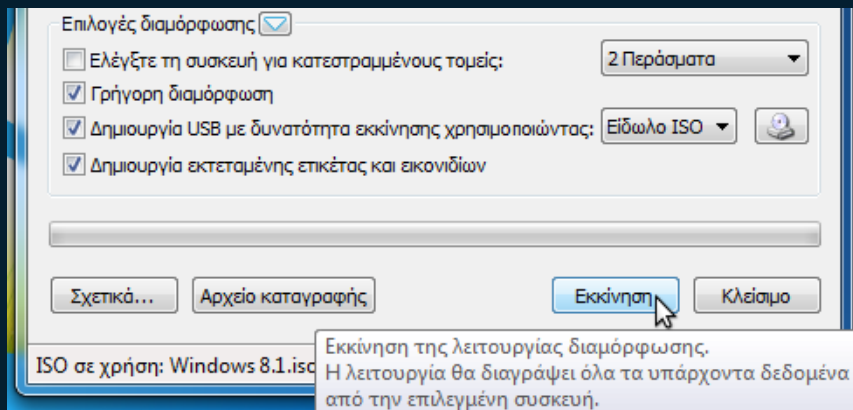 Επιλογές διαμόρφωσης
Ελέγξτε τη συσκευή για κατεστραμμένους τομείς: 2 Περάσματα
Γρήγορη διαμόρφωση
Δημιουργία USB με δυνατότητα εκκίνησης χρησιμοποιώντας: Είδωλο ISO
Δημιουργία εκτεταμένης ετικέτας και εικονιδίων
Σχετικά... Αρχείο καταγραφής Εκκίνηση Κλείσιμο
ISO σε χρήση: Windows 8.1.iso
Εκκίνηση της λειτουργίας διαμόρφωσης.
Η λειτουργία θα διαγράψει όλα τα υπάρχοντα δεδομένα
από την επιλεγμένη συσκευή.